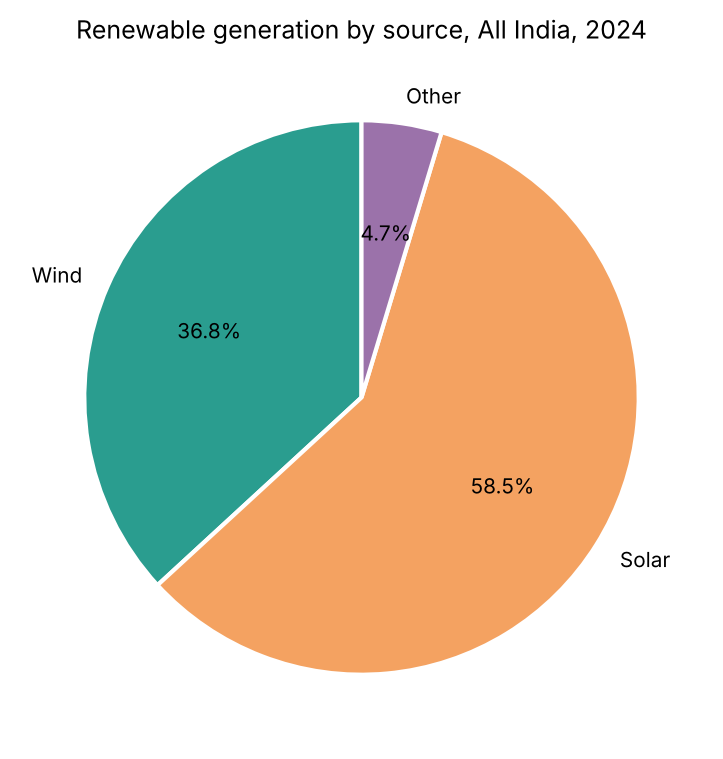 Renewable generation by source, All India, 2024
Other
4.7%
Wind
36.8%
58.5%
Solar